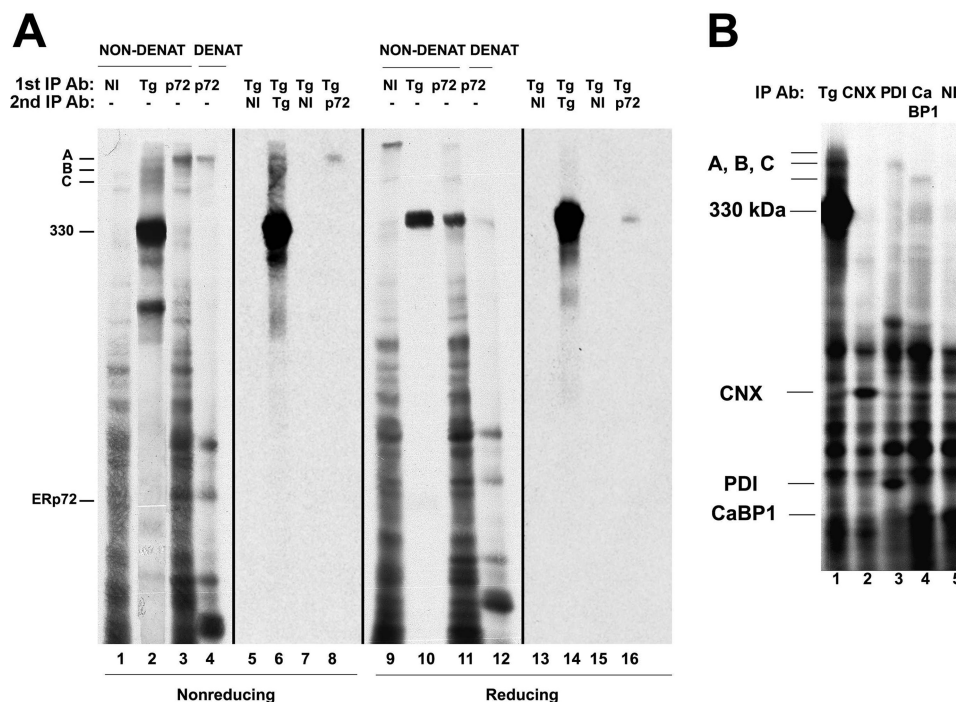 A
NON-DENAT DENAT NON-DENAT DENAT
1st IP Ab: NI Tg p72 p72 Tg Tg Tg Tg NI Tg p72 p72 Tg Tg Tg Tg
2nd IP Ab: - - - - NI Tg NI p72 - - - - NI Tg NI p72
A
B
C
330
ERp72
1 2 3 4 5 6 7 8 9 10 11 12 13 14 15 16
Nonreducing Reducing
B
IP Ab: Tg CNX PDI Ca BP1 NI
A, B, C
330 kDa
CNX
PDI
CaBP1
1 2 3 4 5